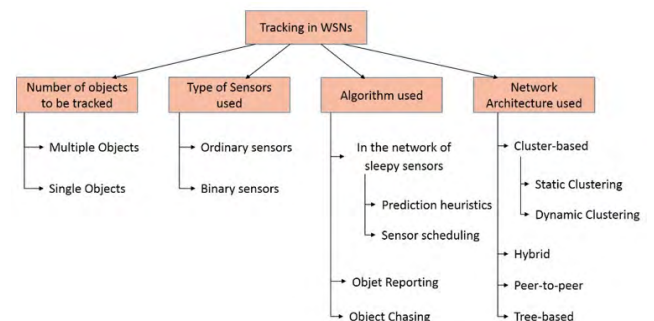 Tracking in WSNs
Number of objects
to be tracked
Multiple Objects
Single Objects
Type of Sensors
used
Ordinary sensors
Binary sensors
Algorithm used
In the network of
sleepy sensors
Prediction heuristics
Sensor scheduling
Objet Reporting
Object Chasing
Network
Architecture used
Cluster-based
Static Clustering
Dynamic Clustering
Hybrid
Peer-to-peer
Tree-based